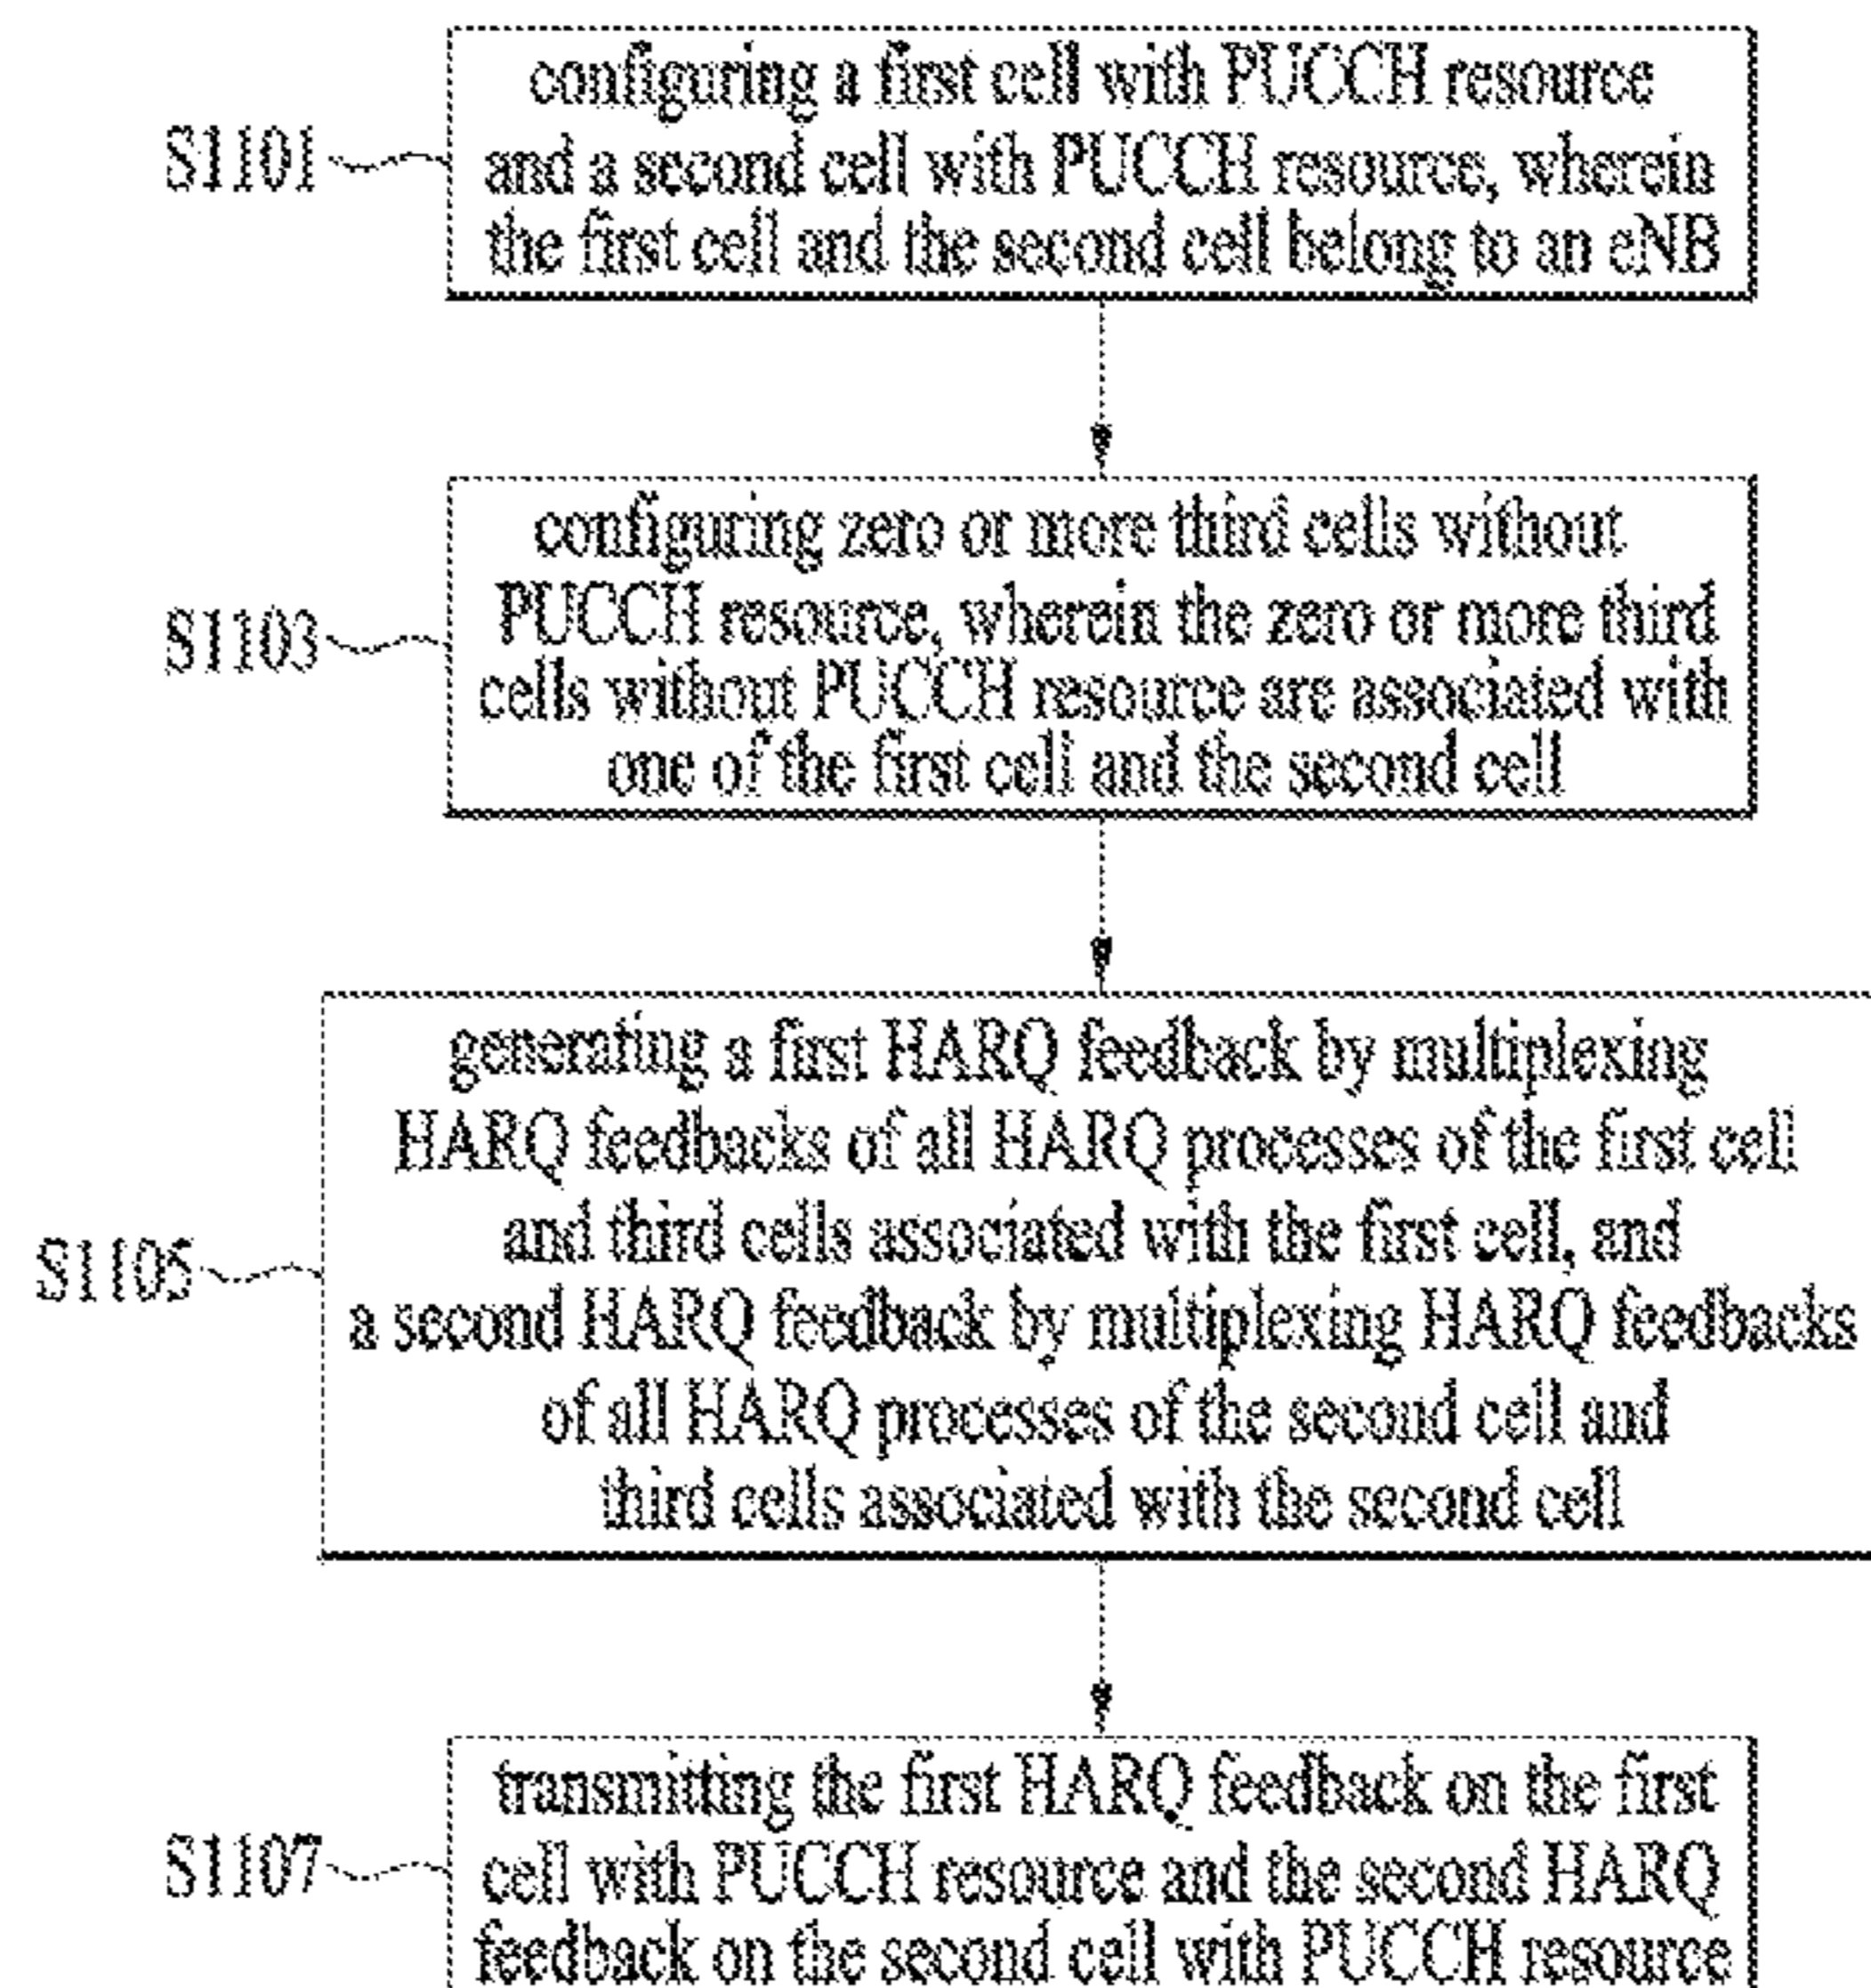 configuring a first cell with PUCCH resource
S1101
and a second cell with PUCCH resource, wherein
the first cell and the second cell belong to an eNB
configuring zero or more third cells without
S1103
PUCCH resource, wherein the zero or more third
cells without PUCCH resource are associated with
one of the first cell and the second cell
generating a first HARQ feedback by multiplexing
HARQ feedbacks of all HARQ processes of the first cell
and third cells associated with the first cell, and
S1105
a second HARQ feedback by multiplexing HARQ feedbacks
of all HARQ processes of the second cell and
third cells associated with the second cell
transmitting the first HARQ feedback on the first
S1107
cell with PUCCH resource and the second HARQ
feedback on the second cell with PUCCH resource